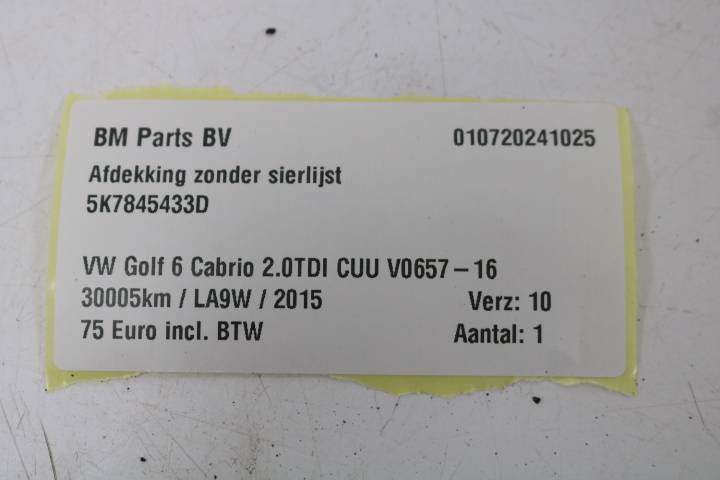 BM Parts BV 010720241025
Afdekking zonder sierlijst
5K7845433D
VW Golf 6 Cabrio 2.0TDI CUU V0657 – 16
30005km / LA9W / 2015 Verz: 10
75 Euro incl. BTW Aantal: 1